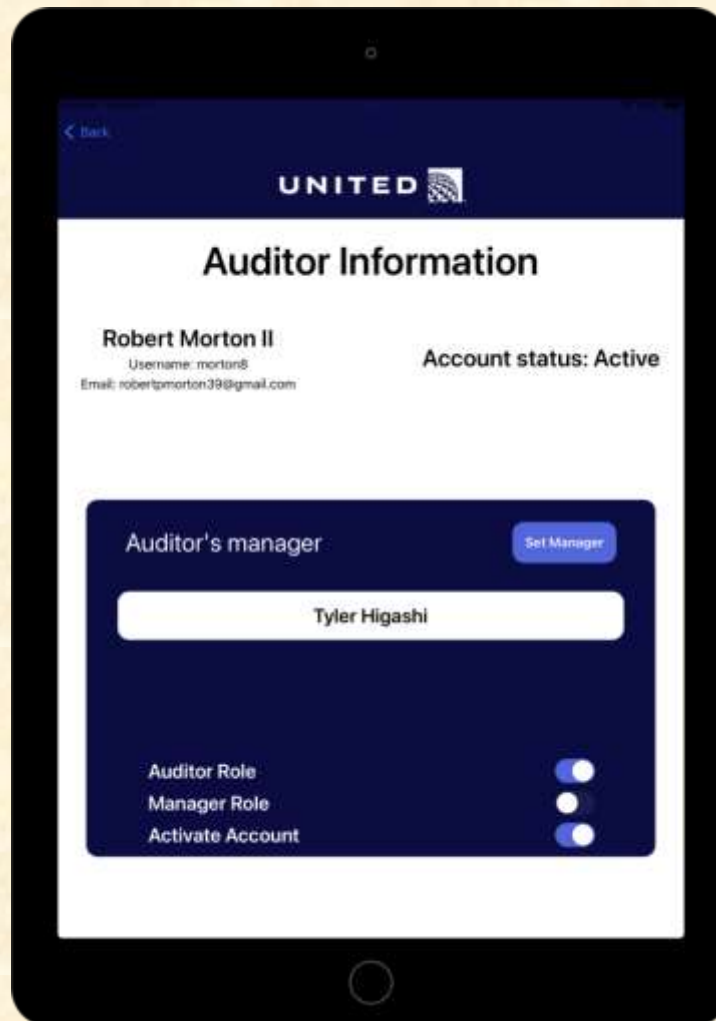 Back
UNITED
Auditor Information
Robert Morton II
Username: morton8
Email: robertpmorton39@gmail.com
Account status: Active
Auditor's manager
Set Manager
Tyler Higashi
Auditor Role
Manager Role
Activate Account